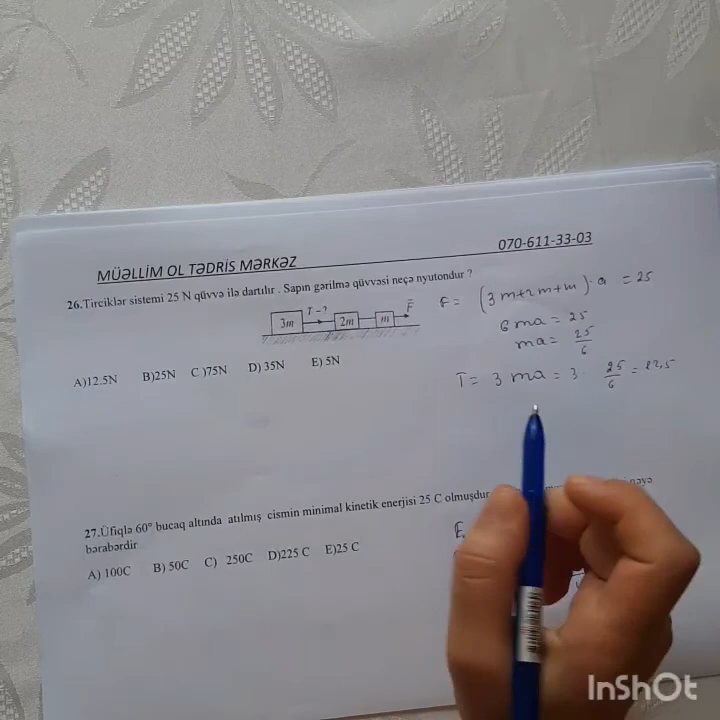 MÜƏLLİM OL TƏDRİS MƏRKƏZ
070-611-33-03
26.Tirciklər sistemi 25 N qüvvə ilə dartılır . Sapın gərilmə qüvvəsi neçə nyutondur ?
3m T -? 2m m F
A)12.5N B)25N C )75N D) 35N E) 5N
F = (3m+2m+m)·a = 25
6ma = 25
ma = 25/6
T = 3 ma = 3 25/6 = 12,5
27.Üfiqlə 60° bucaq altında atılmış cismin minimal kinetik enerjisi 25 C olmuşdur
bərabərdir
A) 100C B) 50C C) 250C D)225 C E)25 C
InShOt